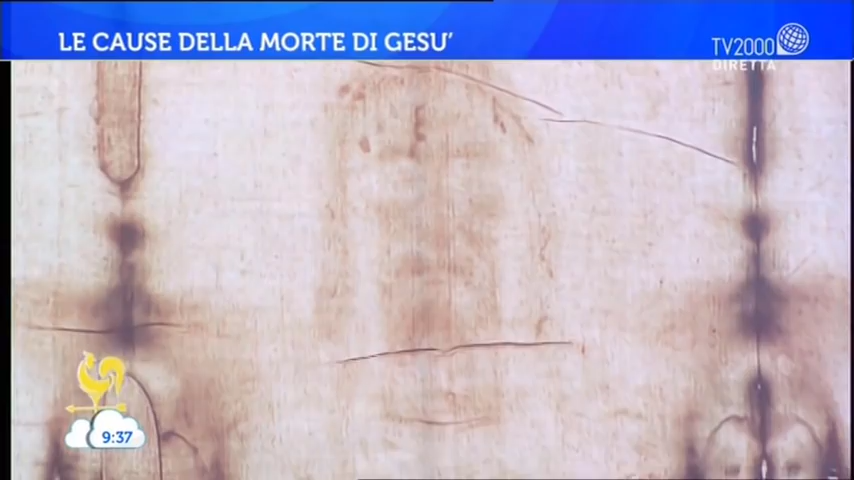 LE CAUSE DELLA MORTE DI GESU'
TV2000
DIRETTA
9:37